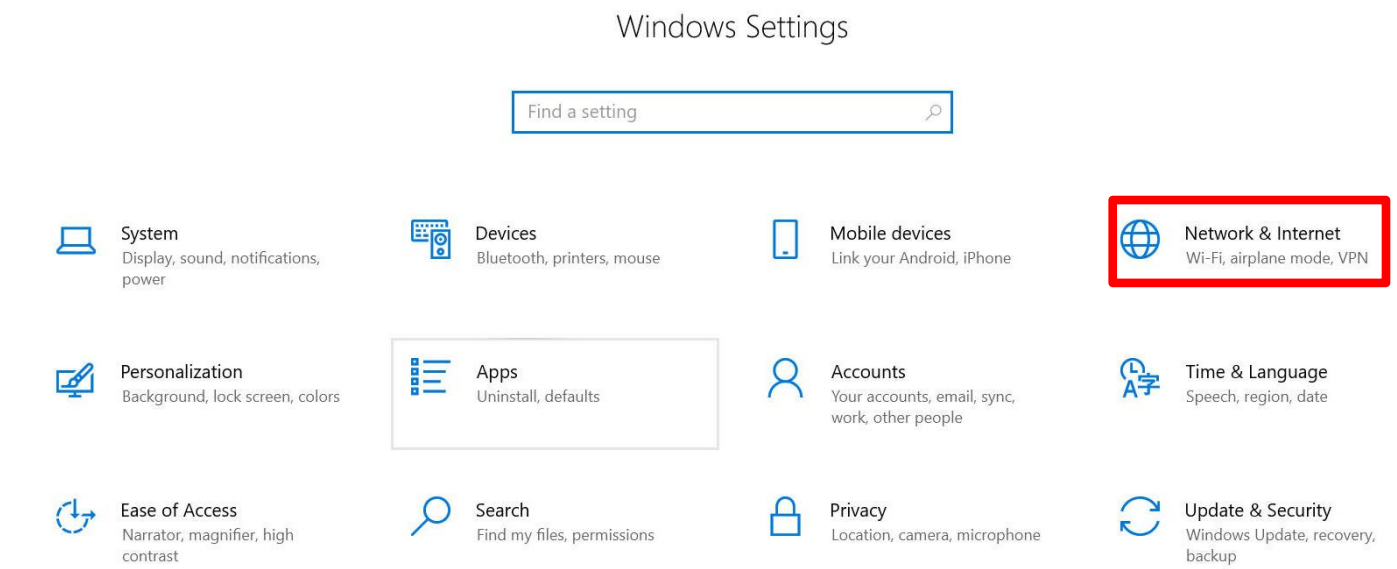 Windows Settings
Find a setting
System
Display, sound, notifications,
power
Devices
Bluetooth, printers, mouse
Mobile devices
Link your Android, iPhone
Network & Internet
Wi-Fi, airplane mode, VPN
Personalization
Background, lock screen, colors
Apps
Uninstall, defaults
Accounts
Your accounts, email, sync,
work, other people
Time & Language
Speech, region, date
Ease of Access
Narrator, magnifier, high
contrast
Search
Find my files, permissions
Privacy
Location, camera, microphone
Update & Security
Windows Update, recovery,
backup